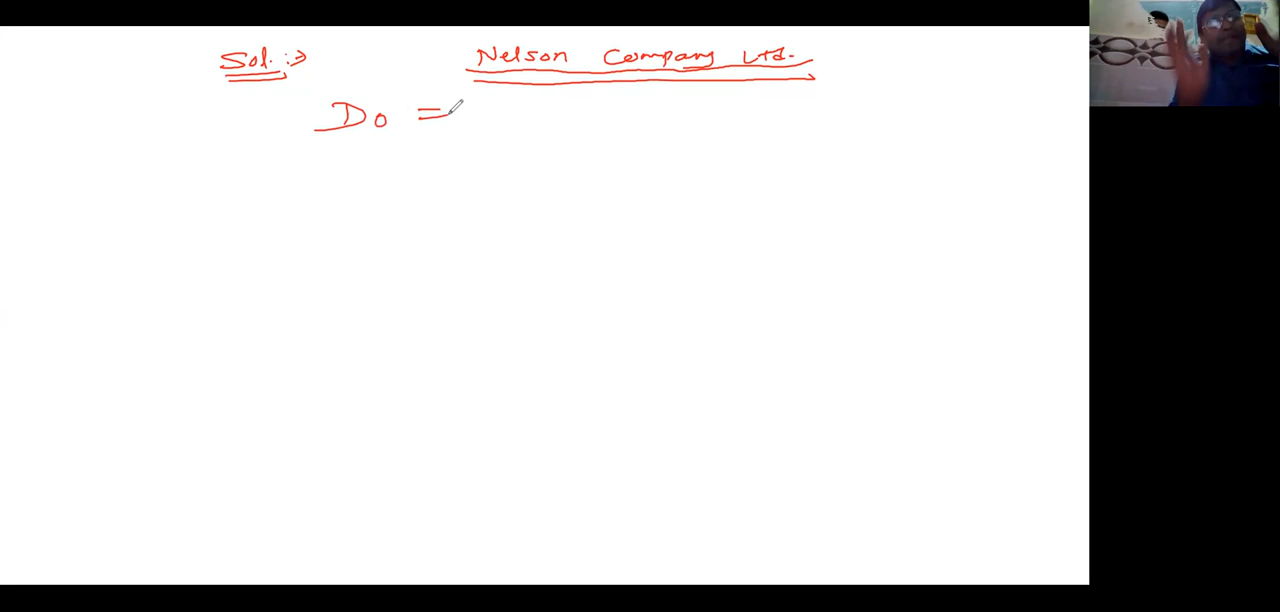 Sol. :→ Nelson Company Ltd.
D₀ =